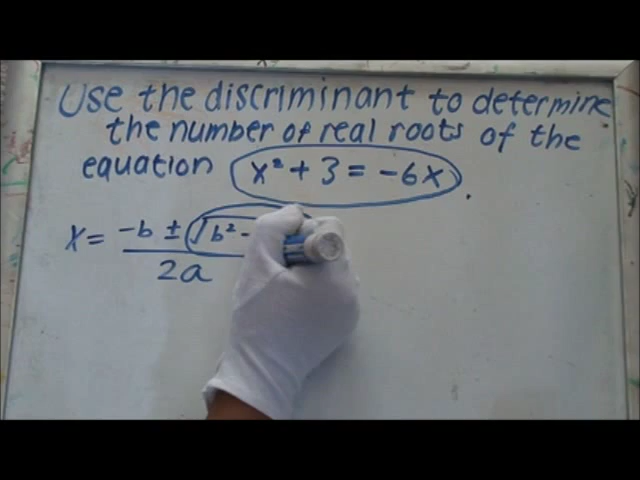 Use the discriminant to determine
the number of real roots of the
equation x² + 3 = -6x.
x = -b ± √b² -
2a